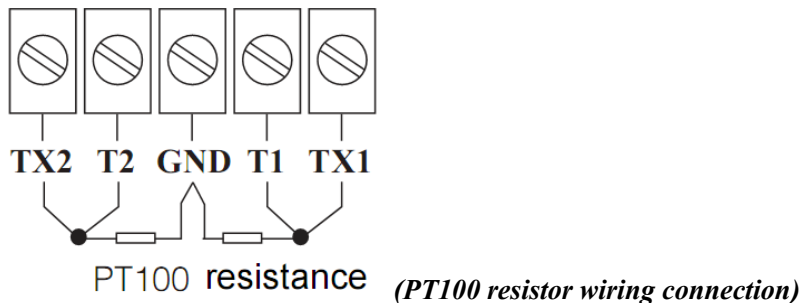 TX2 T2 GND T1 TX1
PT100 resistance (PT100 resistor wiring connection)